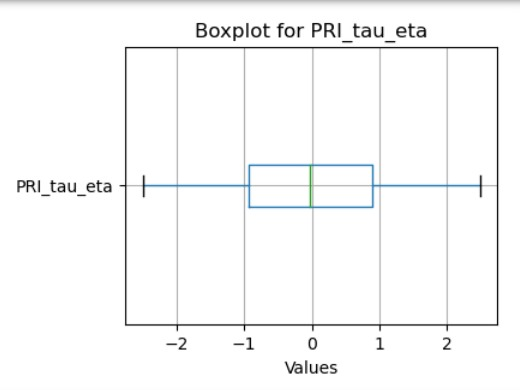 Boxplot for PRI_tau_eta
PRI_tau_eta
−2 −1 0 1 2
Values